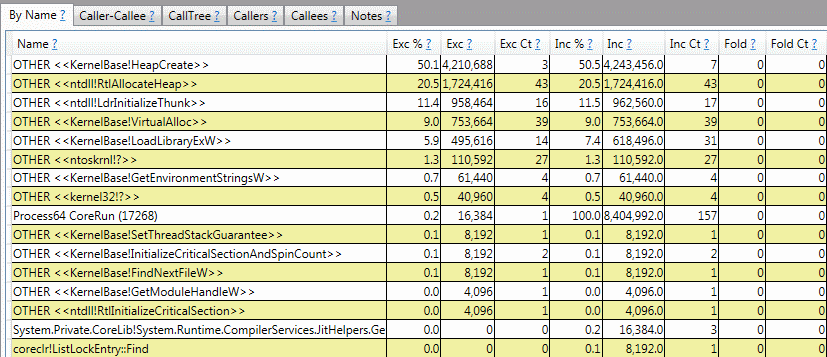 By Name ? Caller-Callee ? CallTree ? Callers ? Callees ? Notes ?
Name ? Exc % ? Exc ? Exc Ct ? Inc % ? Inc ? Inc Ct ? Fold ? Fold Ct ?
OTHER <<KernelBase!HeapCreate>> 50.1 4,210,688 3 50.5 4,243,456.0 7 0 0
OTHER <<ntdll!RtlAllocateHeap>> 20.5 1,724,416 43 20.5 1,724,416.0 43 0 0
OTHER <<ntdll!LdrInitializeThunk>> 11.4 958,464 16 11.5 962,560.0 17 0 0
OTHER <<KernelBase!VirtualAlloc>> 9.0 753,664 39 9.0 753,664.0 39 0 0
OTHER <<KernelBase!LoadLibraryExW>> 5.9 495,616 14 7.4 618,496.0 31 0 0
OTHER <<ntoskrnl!?>> 1.3 110,592 27 1.3 110,592.0 27 0 0
OTHER <<KernelBase!GetEnvironmentStringsW>> 0.7 61,440 4 0.7 61,440.0 4 0 0
OTHER <<kernel32!?>> 0.5 40,960 4 0.5 40,960.0 4 0 0
Process64 CoreRun (17268) 0.2 16,384 1 100.0 8,404,992.0 157 0 0
OTHER <<KernelBase!SetThreadStackGuarantee>> 0.1 8,192 1 0.1 8,192.0 1 0 0
OTHER <<KernelBase!InitializeCriticalSectionAndSpinCount>> 0.1 8,192 2 0.1 8,192.0 2 0 0
OTHER <<KernelBase!FindNextFileW>> 0.1 8,192 1 0.1 8,192.0 1 0 0
OTHER <<KernelBase!GetModuleHandleW>> 0.0 4,096 1 0.0 4,096.0 1 0 0
OTHER <<ntdll!RtlInitializeCriticalSection>> 0.0 4,096 1 0.0 4,096.0 1 0 0
System.Private.CoreLib!System.Runtime.CompilerServices.JitHelpers.Ge 0.0 0 0 0.2 16,384.0 3 0 0
coreclr!ListLockEntry::Find 0.0 0 0 0.1 8,192.0 1 0 0